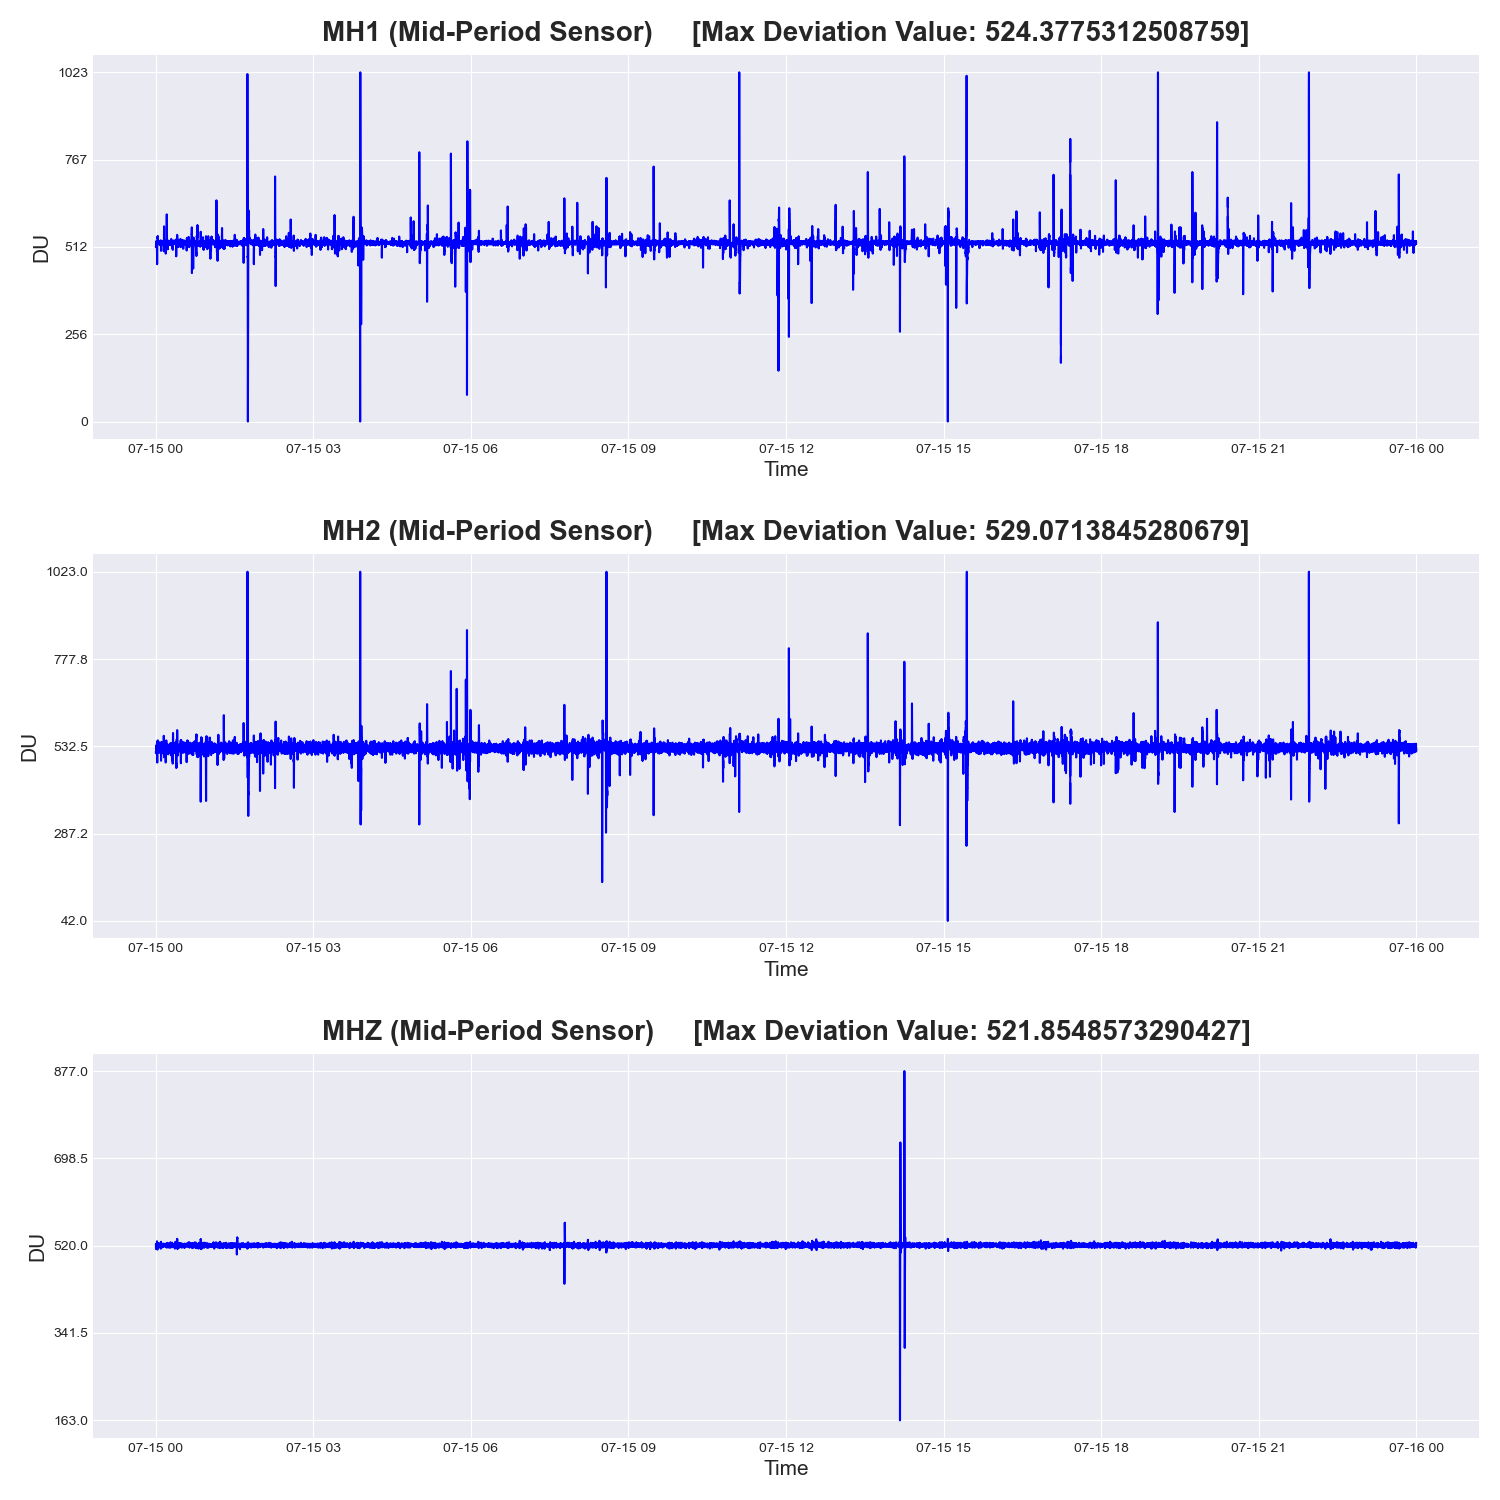 MH1 (Mid-Period Sensor) [Max Deviation Value: 524.3775312508759]
1023
767
512
256
0
DU
07-15 00 07-15 03 07-15 06 07-15 09 07-15 12 07-15 15 07-15 18 07-15 21 07-16 00
Time
MH2 (Mid-Period Sensor) [Max Deviation Value: 529.0713845280679]
1023.0
777.8
532.5
287.2
42.0
DU
07-15 00 07-15 03 07-15 06 07-15 09 07-15 12 07-15 15 07-15 18 07-15 21 07-16 00
Time
MHZ (Mid-Period Sensor) [Max Deviation Value: 521.8548573290427]
877.0
698.5
520.0
341.5
163.0
DU
07-15 00 07-15 03 07-15 06 07-15 09 07-15 12 07-15 15 07-15 18 07-15 21 07-16 00
Time